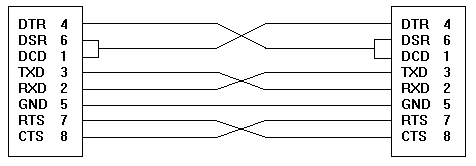 DTR 4
DSR 6
DCD 1
TXD 3
RXD 2
GND 5
RTS 7
CTS 8
DTR 4
DSR 6
DCD 1
TXD 3
RXD 2
GND 5
RTS 7
CTS 8